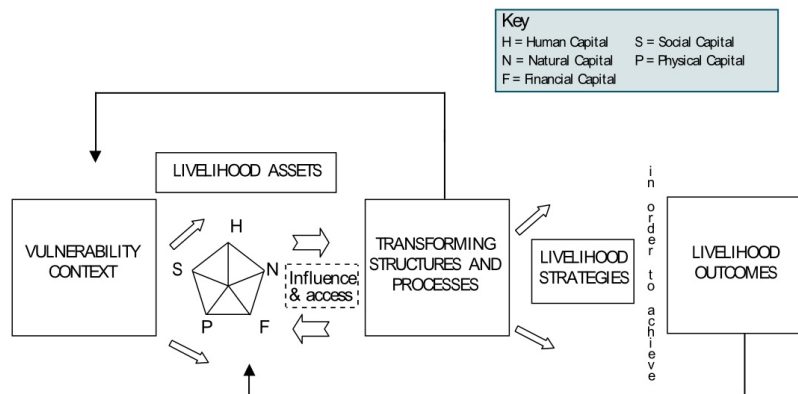 Key
H = Human Capital S = Social Capital
N = Natural Capital P = Physical Capital
F = Financial Capital
LIVELIHOOD ASSETS
VULNERABILITY
CONTEXT
H
S
N
P
F
Influence
& access
TRANSFORMING
STRUCTURES AND
PROCESSES
LIVELIHOOD
STRATEGIES
in order to achieve
LIVELIHOOD
OUTCOMES